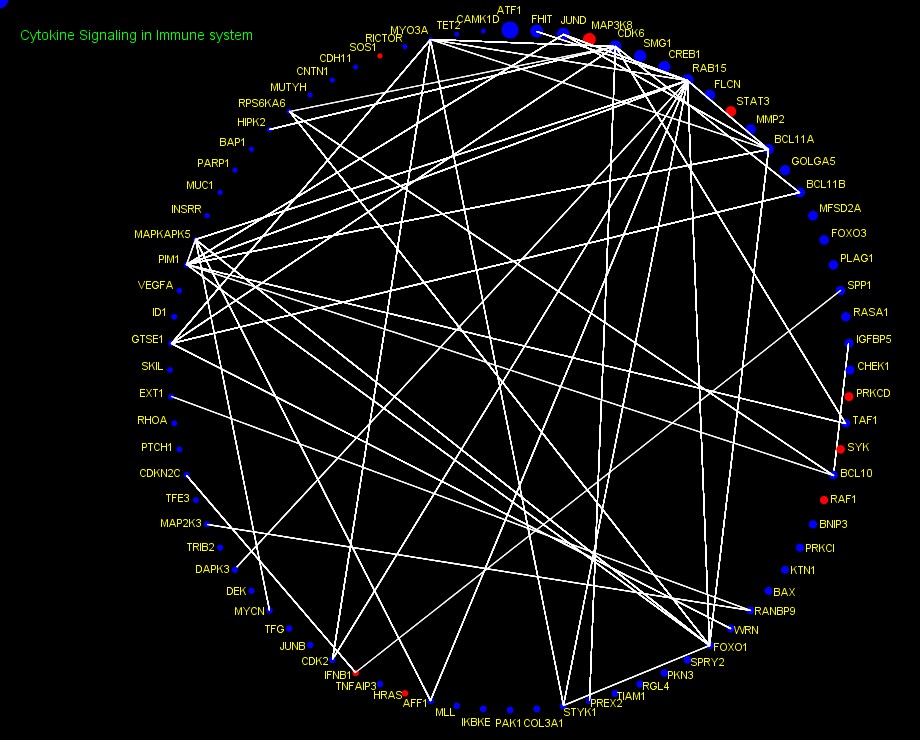 Cytokine Signaling in Immune system
ATF1
FHIT
JUND
MAP3K8
CDK6
SMG1
CREB1
RAB15
FLCN
STAT3
MMP2
BCL11A
GOLGA5
BCL11B
MFSD2A
FOXO3
PLAG1
SPP1
RASA1
IGFBP5
CHEK1
PRKCD
TAF1
SYK
BCL10
RAF1
BNIP3
PRKCI
KTN1
BAX
RANBP9
WRN
FOXO1
SPRY2
PKN3
RGL4
TIAM1
PREX2
STYK1
COL3A1
PAK1
IKBKE
MLL
AFF1
HRAS
TNFAIP3
IFNB1
CDK2
JUNB
TFG
MYCN
DEK
DAPK3
TRIB2
MAP2K3
TFE3
CDKN2C
PTCH1
RHOA
EXT1
SKIL
GTSE1
ID1
VEGFA
PIM1
MAPKAPK5
INSRR
MUC1
PARP1
BAP1
HIPK2
RPS6KA6
MUTYH
CNTN1
CDH11
SOS1
RICTOR
MYO3A
TET2
CAMK1D